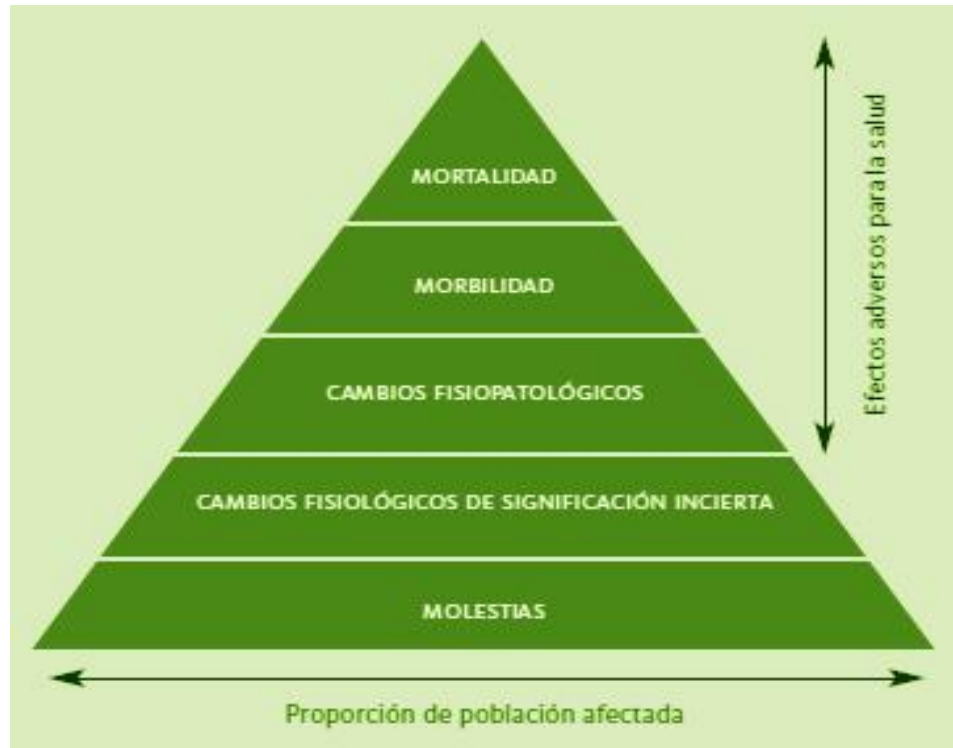 MORTALIDAD
MORBILIDAD
CAMBIOS FISIOPATOLÓGICOS
CAMBIOS FISIOLÓGICOS DE SIGNIFICACIÓN INCIERTA
MOLESTIAS
Proporción de población afectada
Efectos adversos para la salud